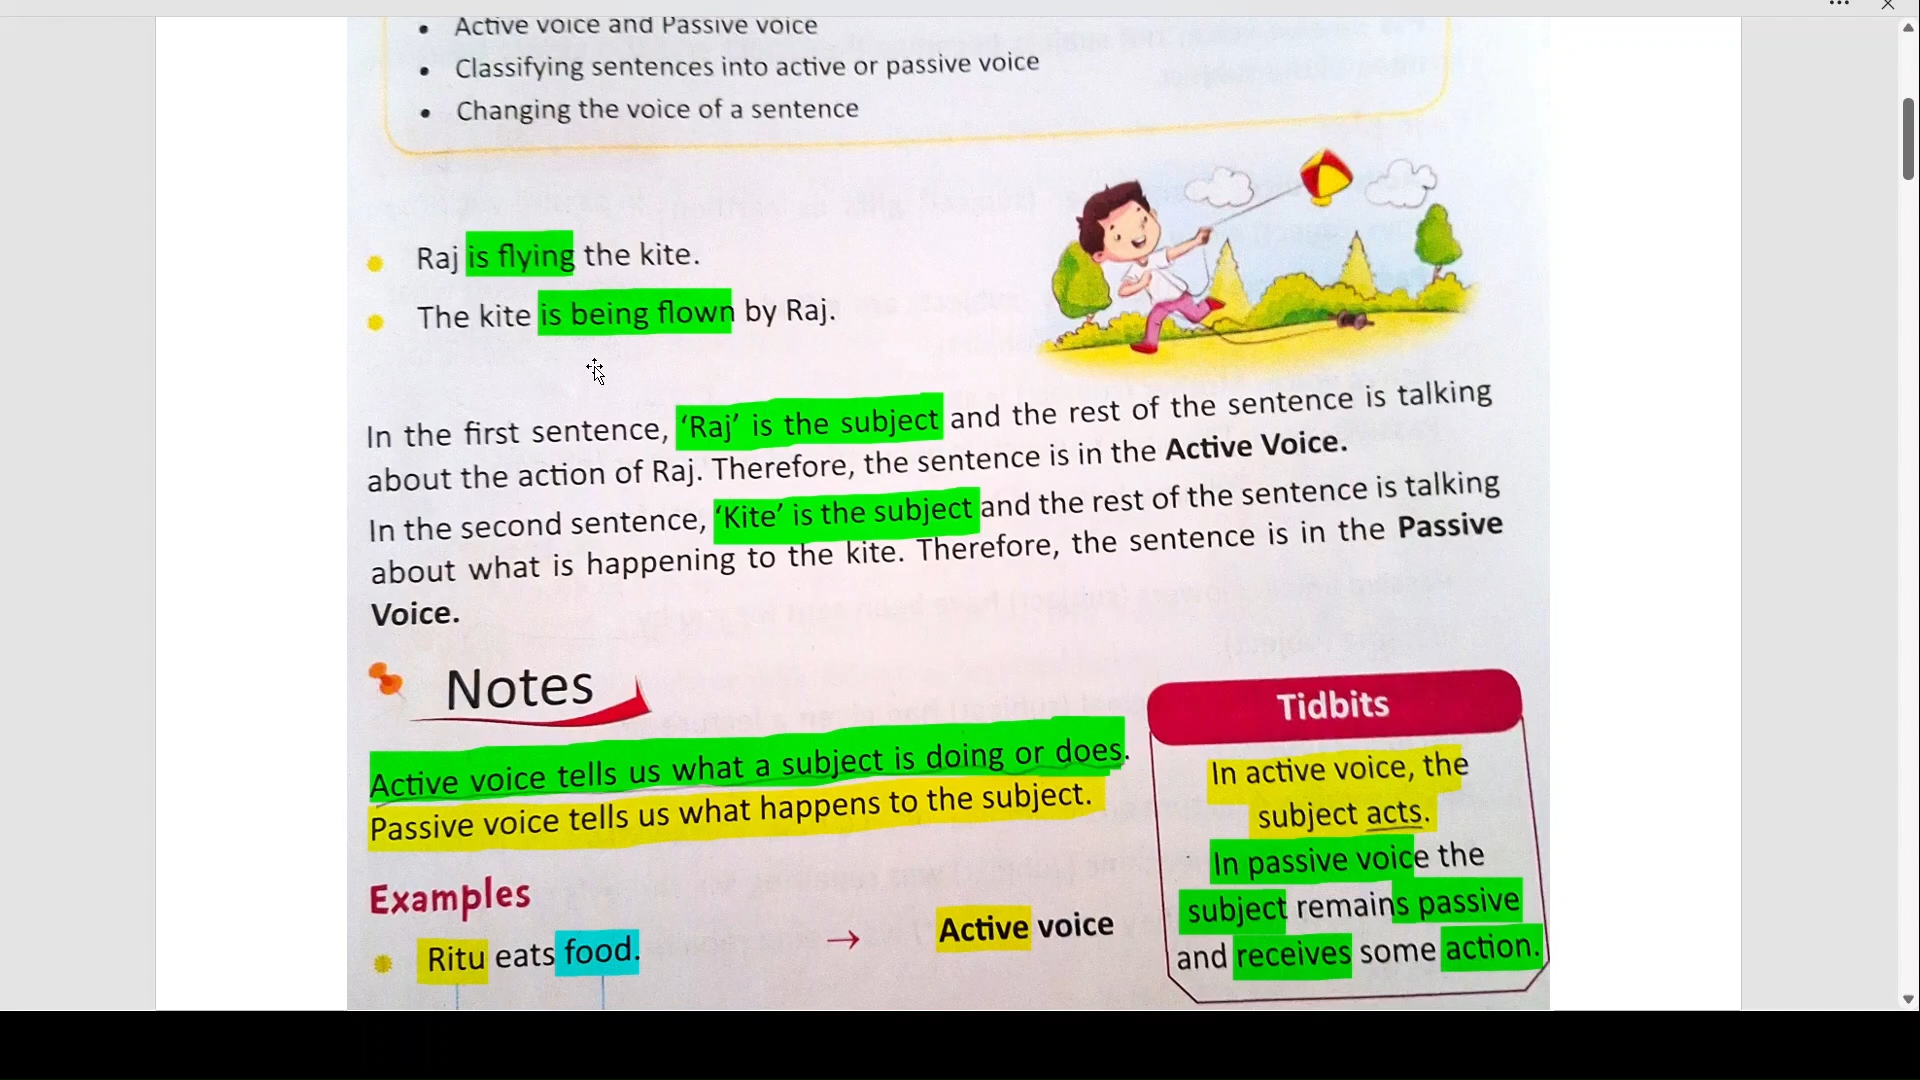 • Active voice and Passive voice
• Classifying sentences into active or passive voice
• Changing the voice of a sentence
Raj is flying the kite.
The kite is being flown by Raj.
In the first sentence, ‘Raj’ is the subject and the rest of the sentence is talking
about the action of Raj. Therefore, the sentence is in the Active Voice.
In the second sentence, ‘Kite’ is the subject and the rest of the sentence is talking
about what is happening to the kite. Therefore, the sentence is in the Passive
Voice.
Notes
Active voice tells us what a subject is doing or does.
Passive voice tells us what happens to the subject.
Examples
Ritu eats food. → Active voice
Tidbits
In active voice, the
subject acts.
In passive voice the
subject remains passive
and receives some action.